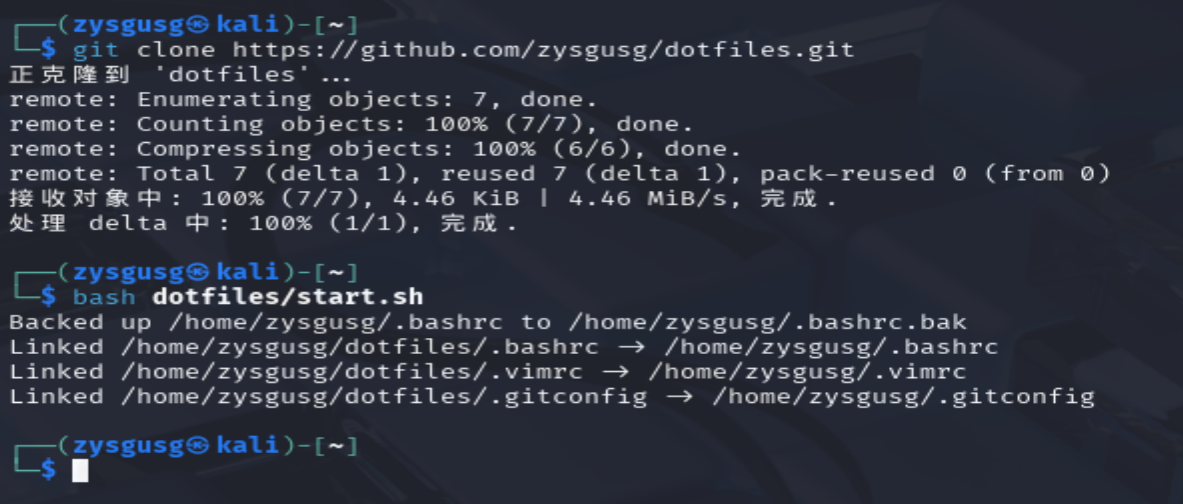 ┌──(zysgusg㉿kali)-[~]
└─$ git clone https://github.com/zysgusg/dotfiles.git
正克隆到 'dotfiles'...
remote: Enumerating objects: 7, done.
remote: Counting objects: 100% (7/7), done.
remote: Compressing objects: 100% (6/6), done.
remote: Total 7 (delta 1), reused 7 (delta 1), pack-reused 0 (from 0)
接收对象中: 100% (7/7), 4.46 KiB | 4.46 MiB/s, 完成.
处理 delta 中: 100% (1/1), 完成.
┌──(zysgusg㉿kali)-[~]
└─$ bash dotfiles/start.sh
Backed up /home/zysgusg/.bashrc to /home/zysgusg/.bashrc.bak
Linked /home/zysgusg/dotfiles/.bashrc → /home/zysgusg/.bashrc
Linked /home/zysgusg/dotfiles/.vimrc → /home/zysgusg/.vimrc
Linked /home/zysgusg/dotfiles/.gitconfig → /home/zysgusg/.gitconfig
┌──(zysgusg㉿kali)-[~]
└─$